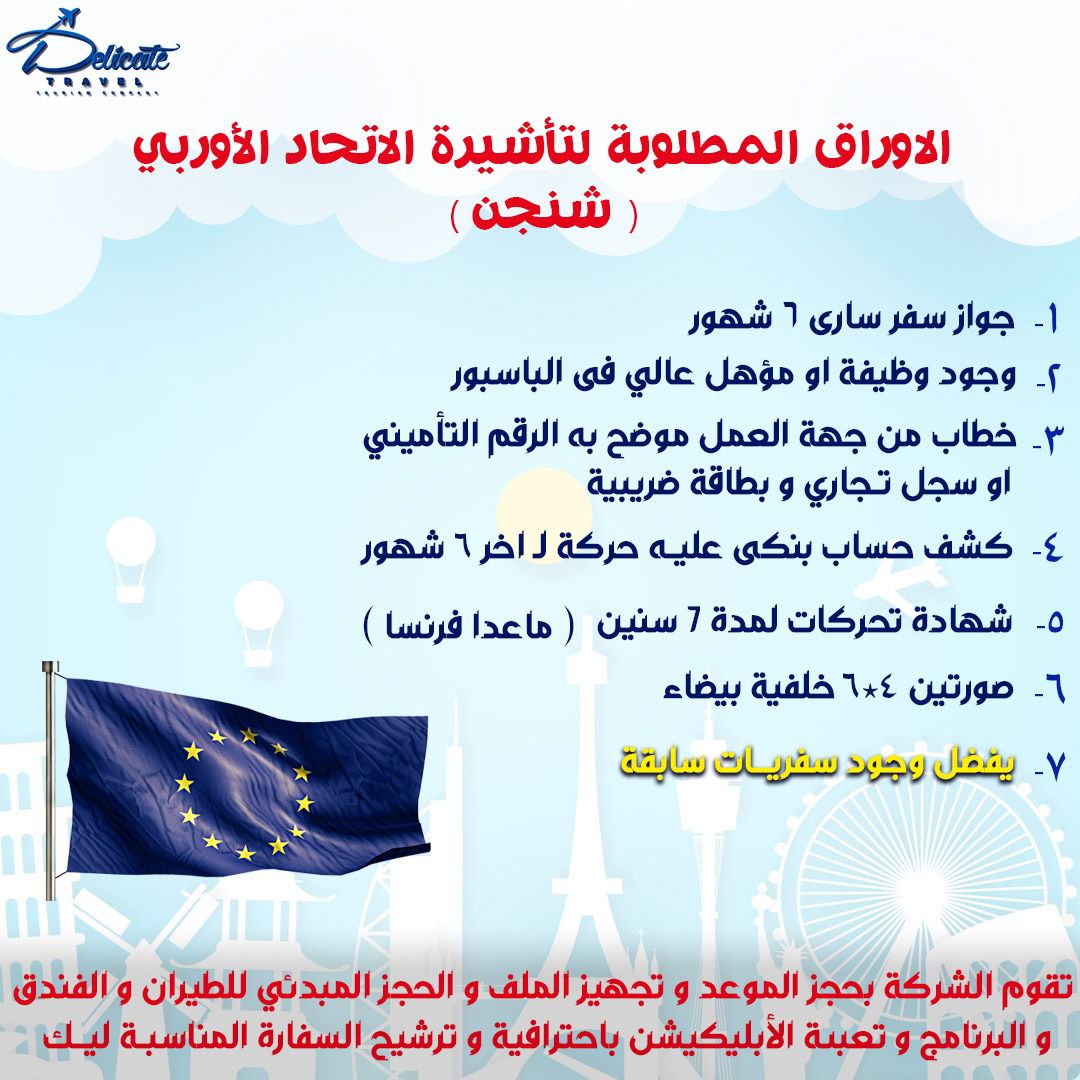 Delicate
TRAVEL
TOURISM COMPANY
الاوراق المطلوبة لتأشيرة الاتحاد الأوربي
( شنجن )
١- جواز سفر سارى ٦ شهور
٢- وجود وظيفة او مؤهل عالي فى الباسبور
٣- خطاب من جهة العمل موضح به الرقم التأميني
او سجل تجاري و بطاقة ضريبية
٤- كشف حساب بنكى عليه حركة لـ اخر ٦ شهور
٥- شهادة تحركات لمدة 7 سنين ( ماعدا فرنسا )
٦- صورتين ٤*٦ خلفية بيضاء
٧- يفضل وجود سفريـات سابقة
تقوم الشركة بحجز الموعد و تجهيز الملف و الحجز المبدئي للطيران و الفندق
و البرنامج و تعبئة الأبليكيشن باحترافية و ترشيح السفارة المناسبة ليـك